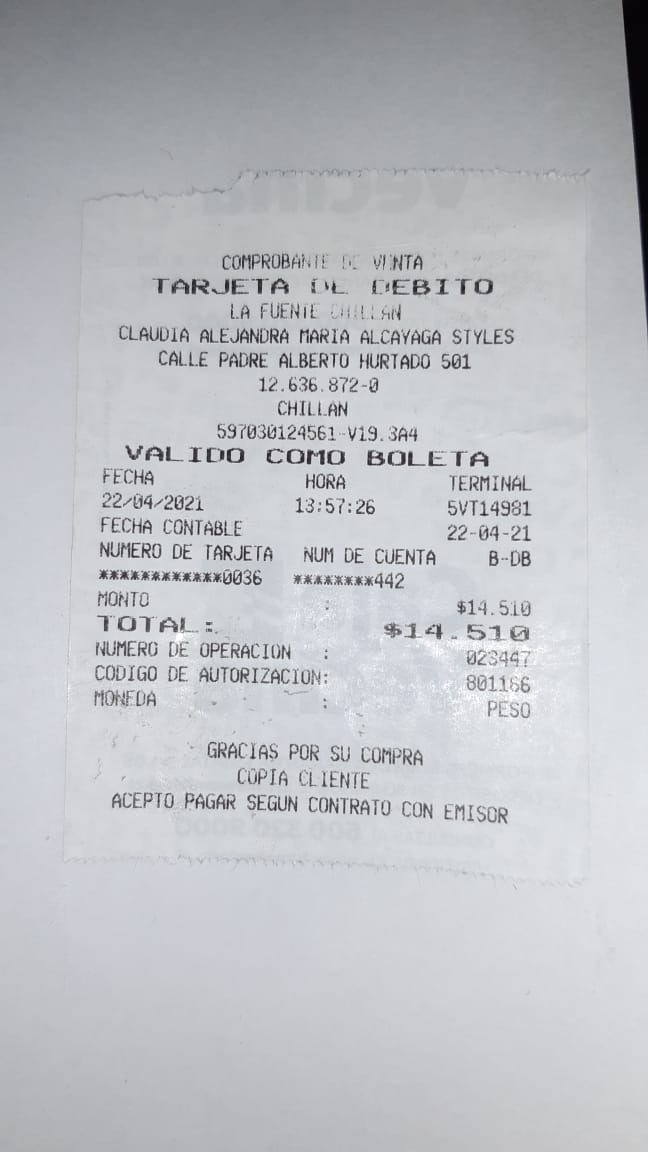 COMPROBANTE DE VENTA
TARJETA DE DEBITO
LA FUENTE CHILLAN
CLAUDIA ALEJANDRA MARIA ALCAYAGA STYLES
CALLE PADRE ALBERTO HURTADO 501
12.636.872-0
CHILLAN
597030124561-V19.3A4
VALIDO COMO BOLETA
FECHA HORA TERMINAL
22/04/2021 13:57:26 5VT14981
FECHA CONTABLE 22-04-21
NUMERO DE TARJETA NUM DE CUENTA B-DB
************0036 ********442
MONTO : $14.510
TOTAL: $14.510
NUMERO DE OPERACION : 023447
CODIGO DE AUTORIZACION: 801166
MONEDA : PESO
GRACIAS POR SU COMPRA
COPIA CLIENTE
ACEPTO PAGAR SEGUN CONTRATO CON EMISOR